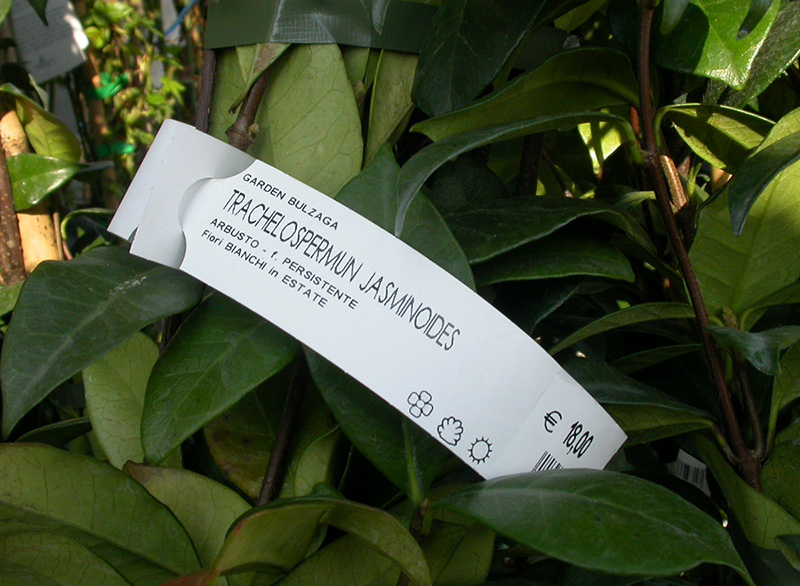 GARDEN BULZAGA
TRACHELOSPERMUN JASMINOIDES
ARBUSTO - f. PERSISTENTE
Fiori BIANCHI in ESTATE
€ 18,00